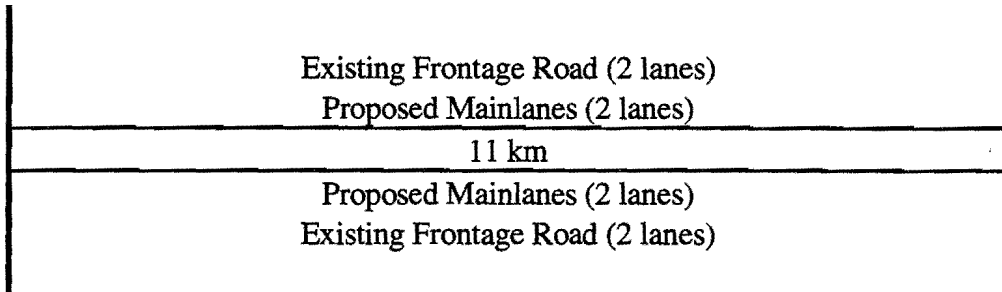 Existing Frontage Road (2 lanes)
Proposed Mainlanes (2 lanes)
11 km
Proposed Mainlanes (2 lanes)
Existing Frontage Road (2 lanes)